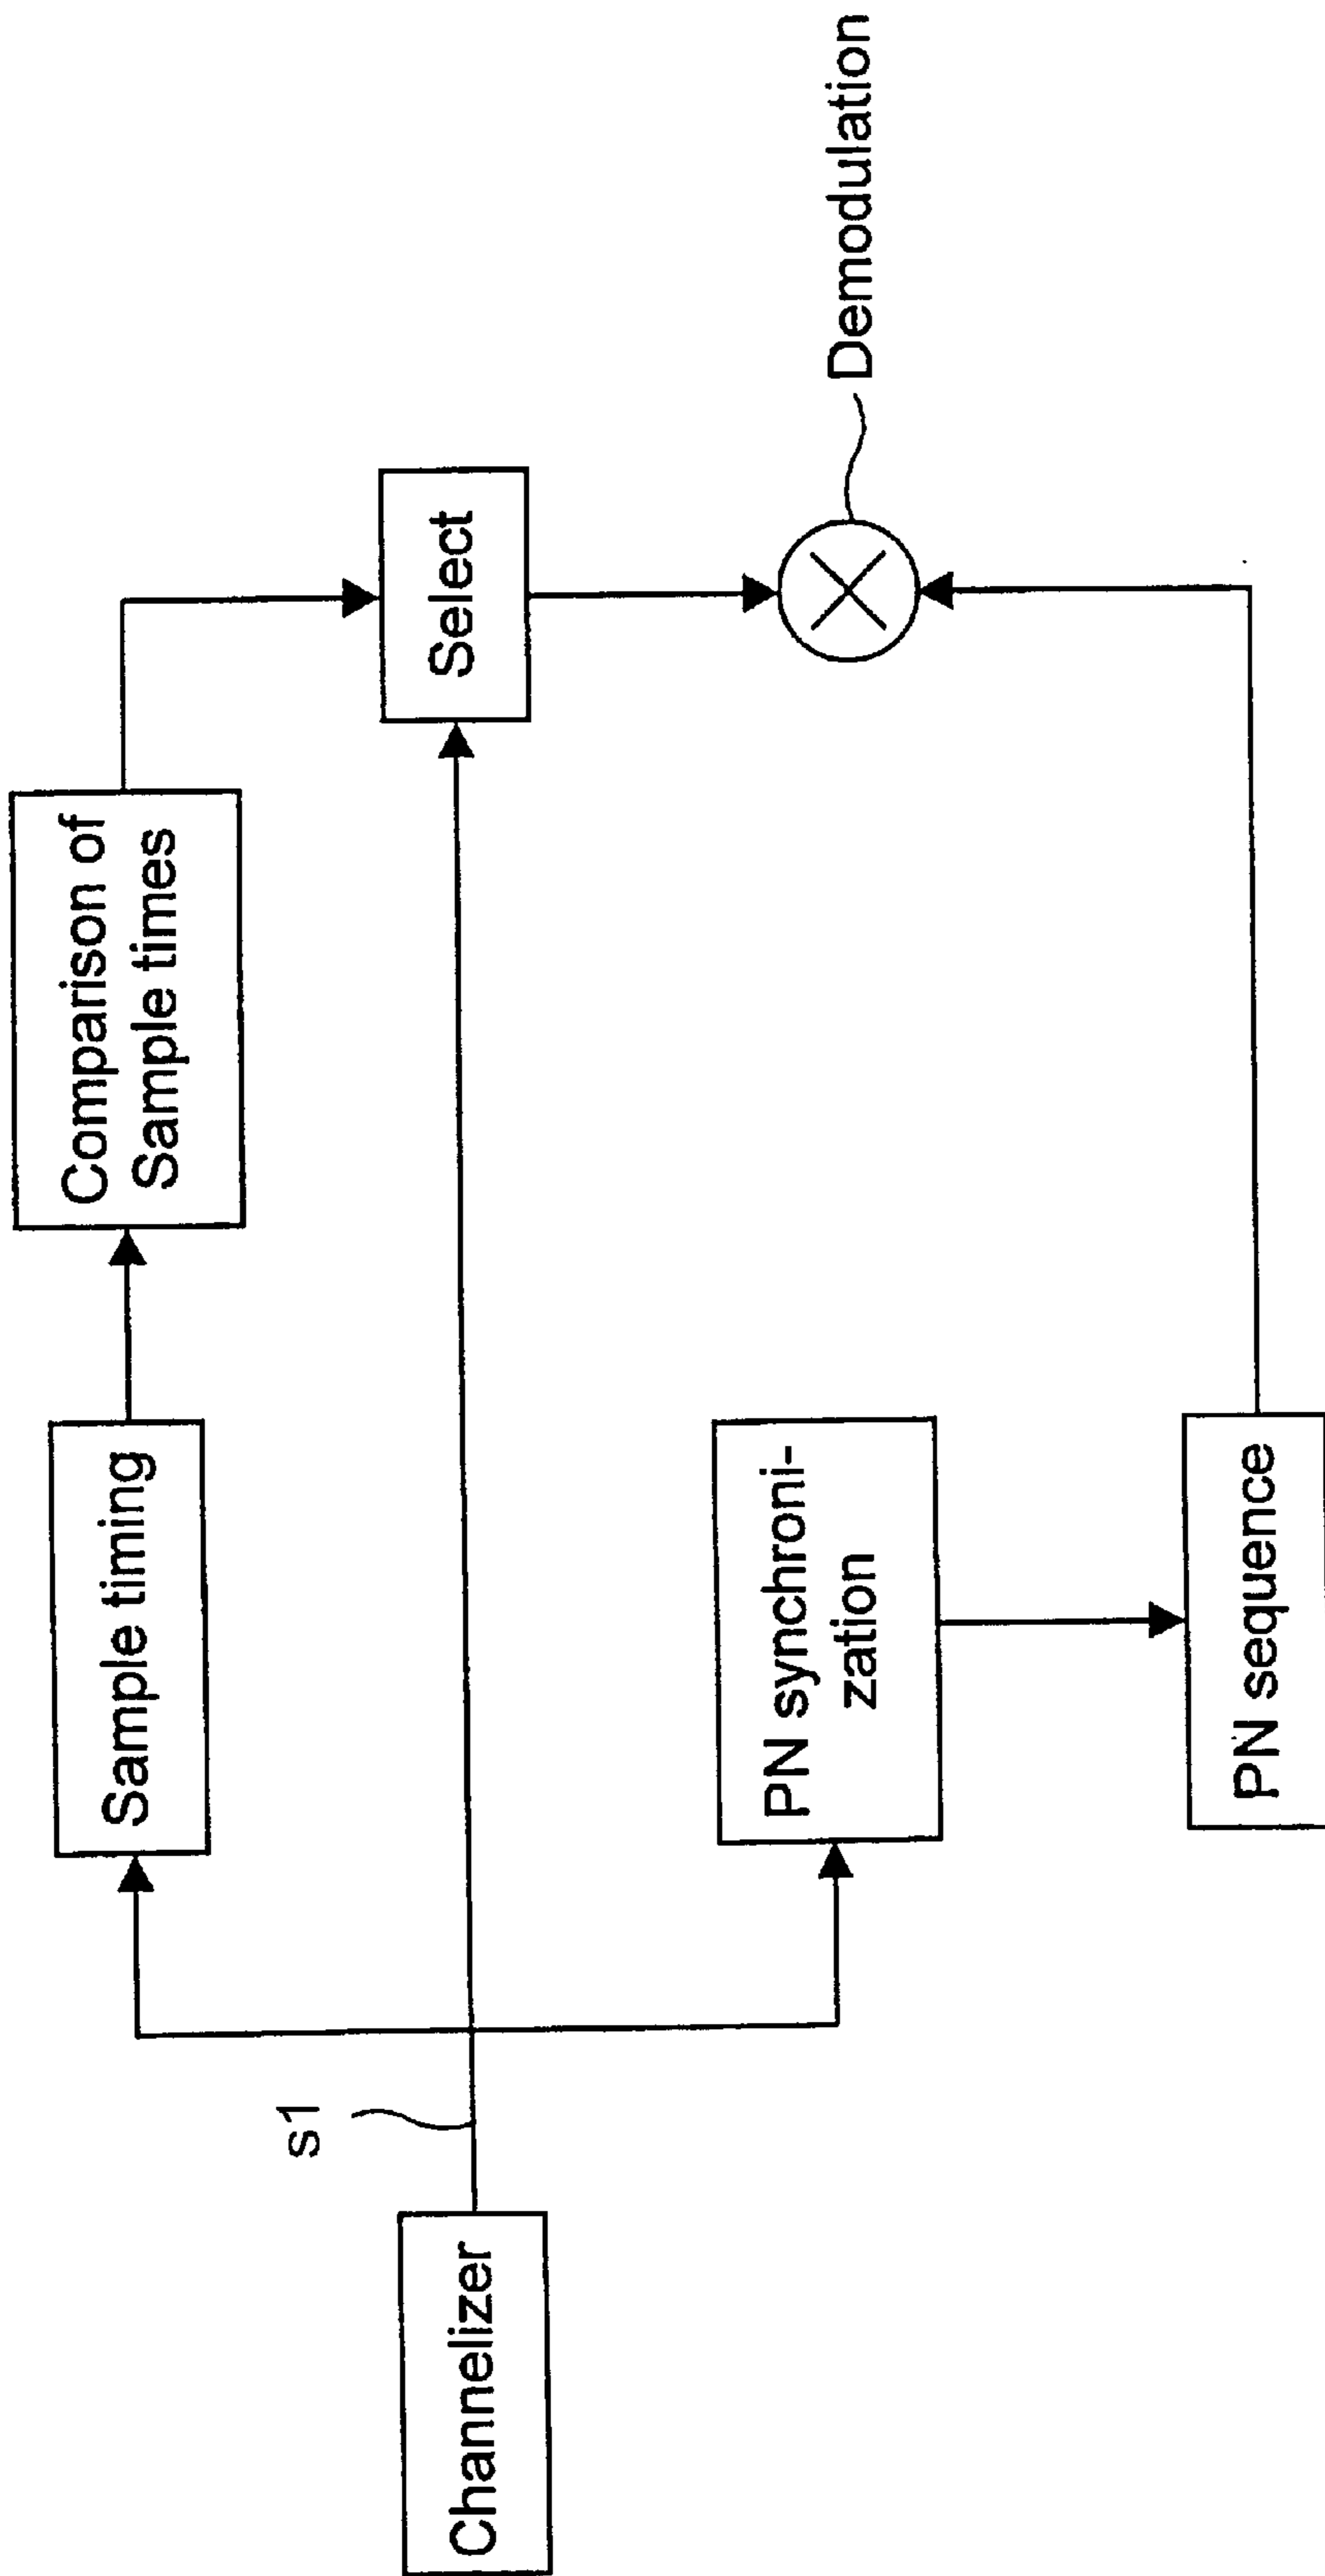 Channelizer
s1
Sample timing
Comparison of
Sample times
Select
PN synchroni-
zation
PN sequence
Demodulation